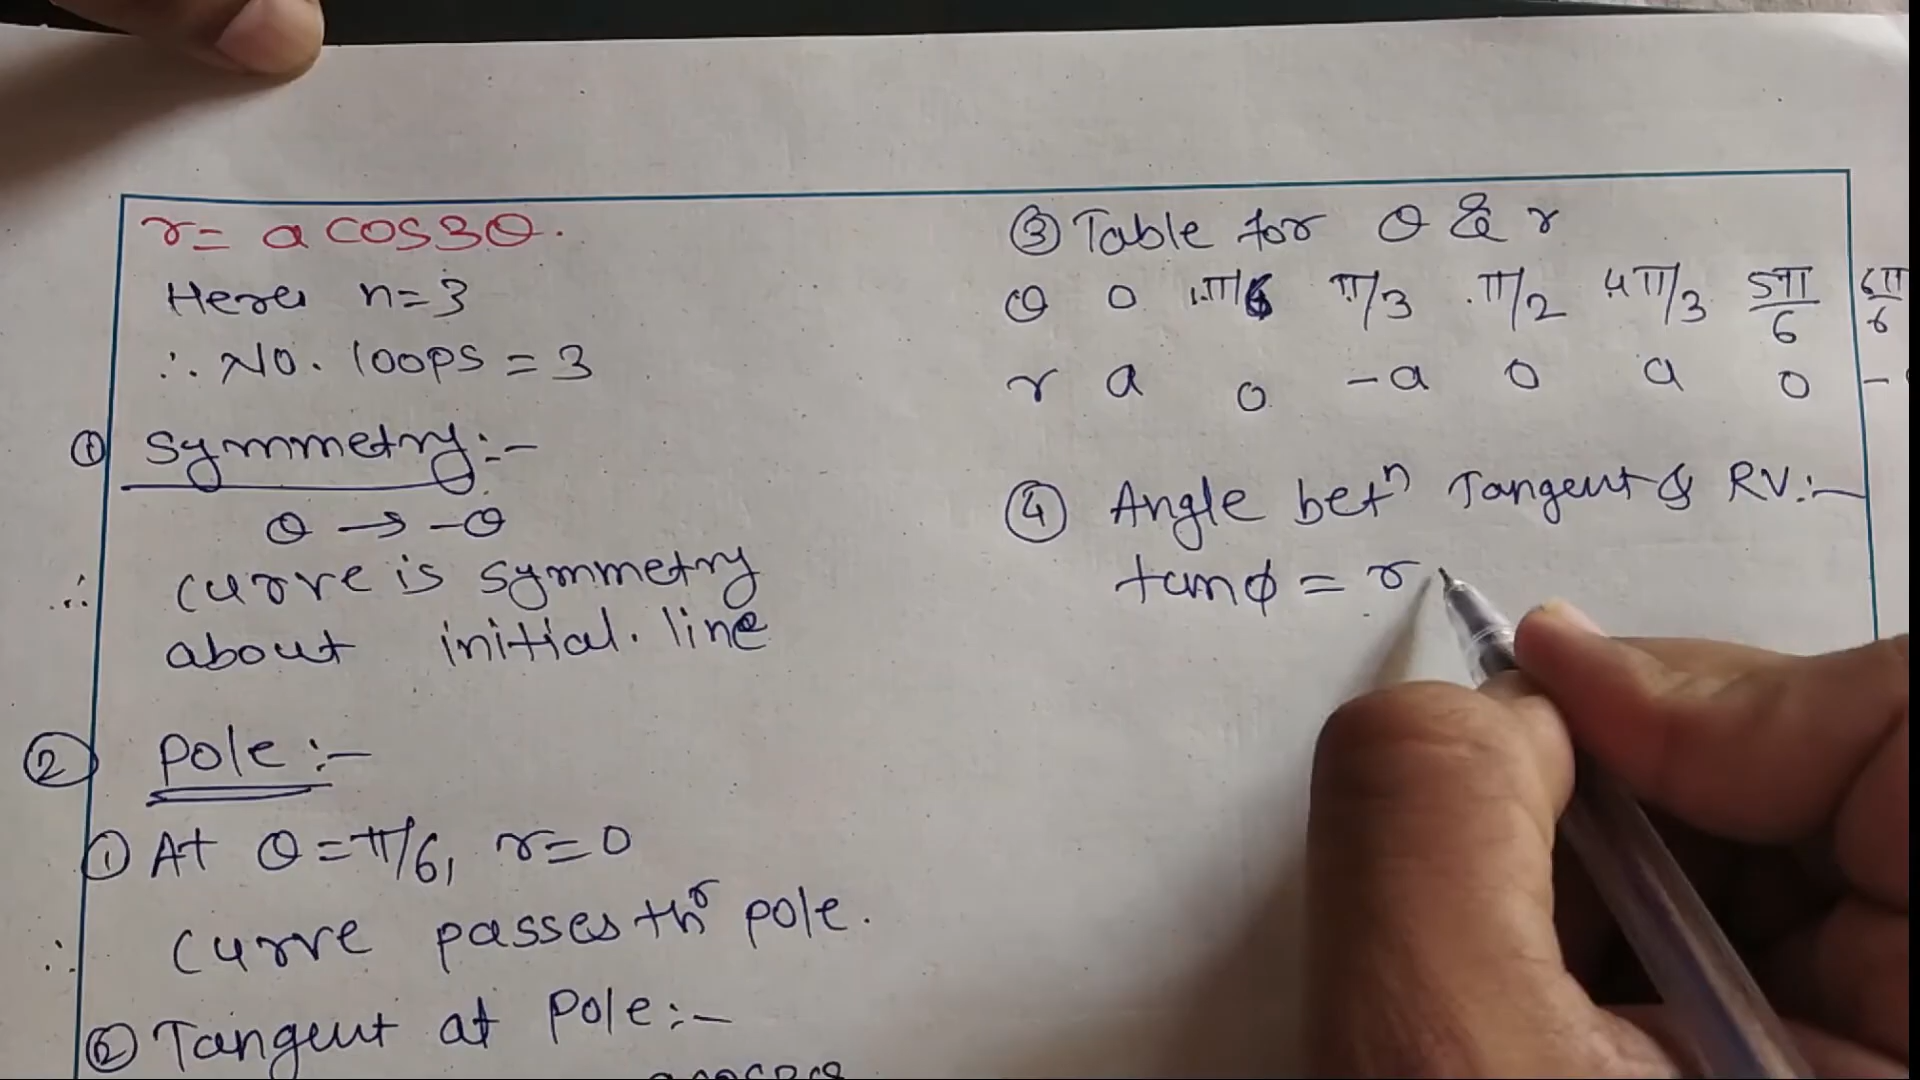 r = a cos3θ.
Here n=3
∴ No. loops = 3
① Symmetry:-
θ → -θ
∴ curve is symmetry
about initial. line
② Pole:-
① At θ=π/6, r=0
∴ curve passes thʳ pole.
② Tangent at Pole:-
③ Table for θ & r
θ 0 π/6 π/3 π/2 4π/3 5π/6 6π/6
r a 0 -a 0 a 0 -
④ Angle betⁿ Tangent & RV:-
tanφ = r